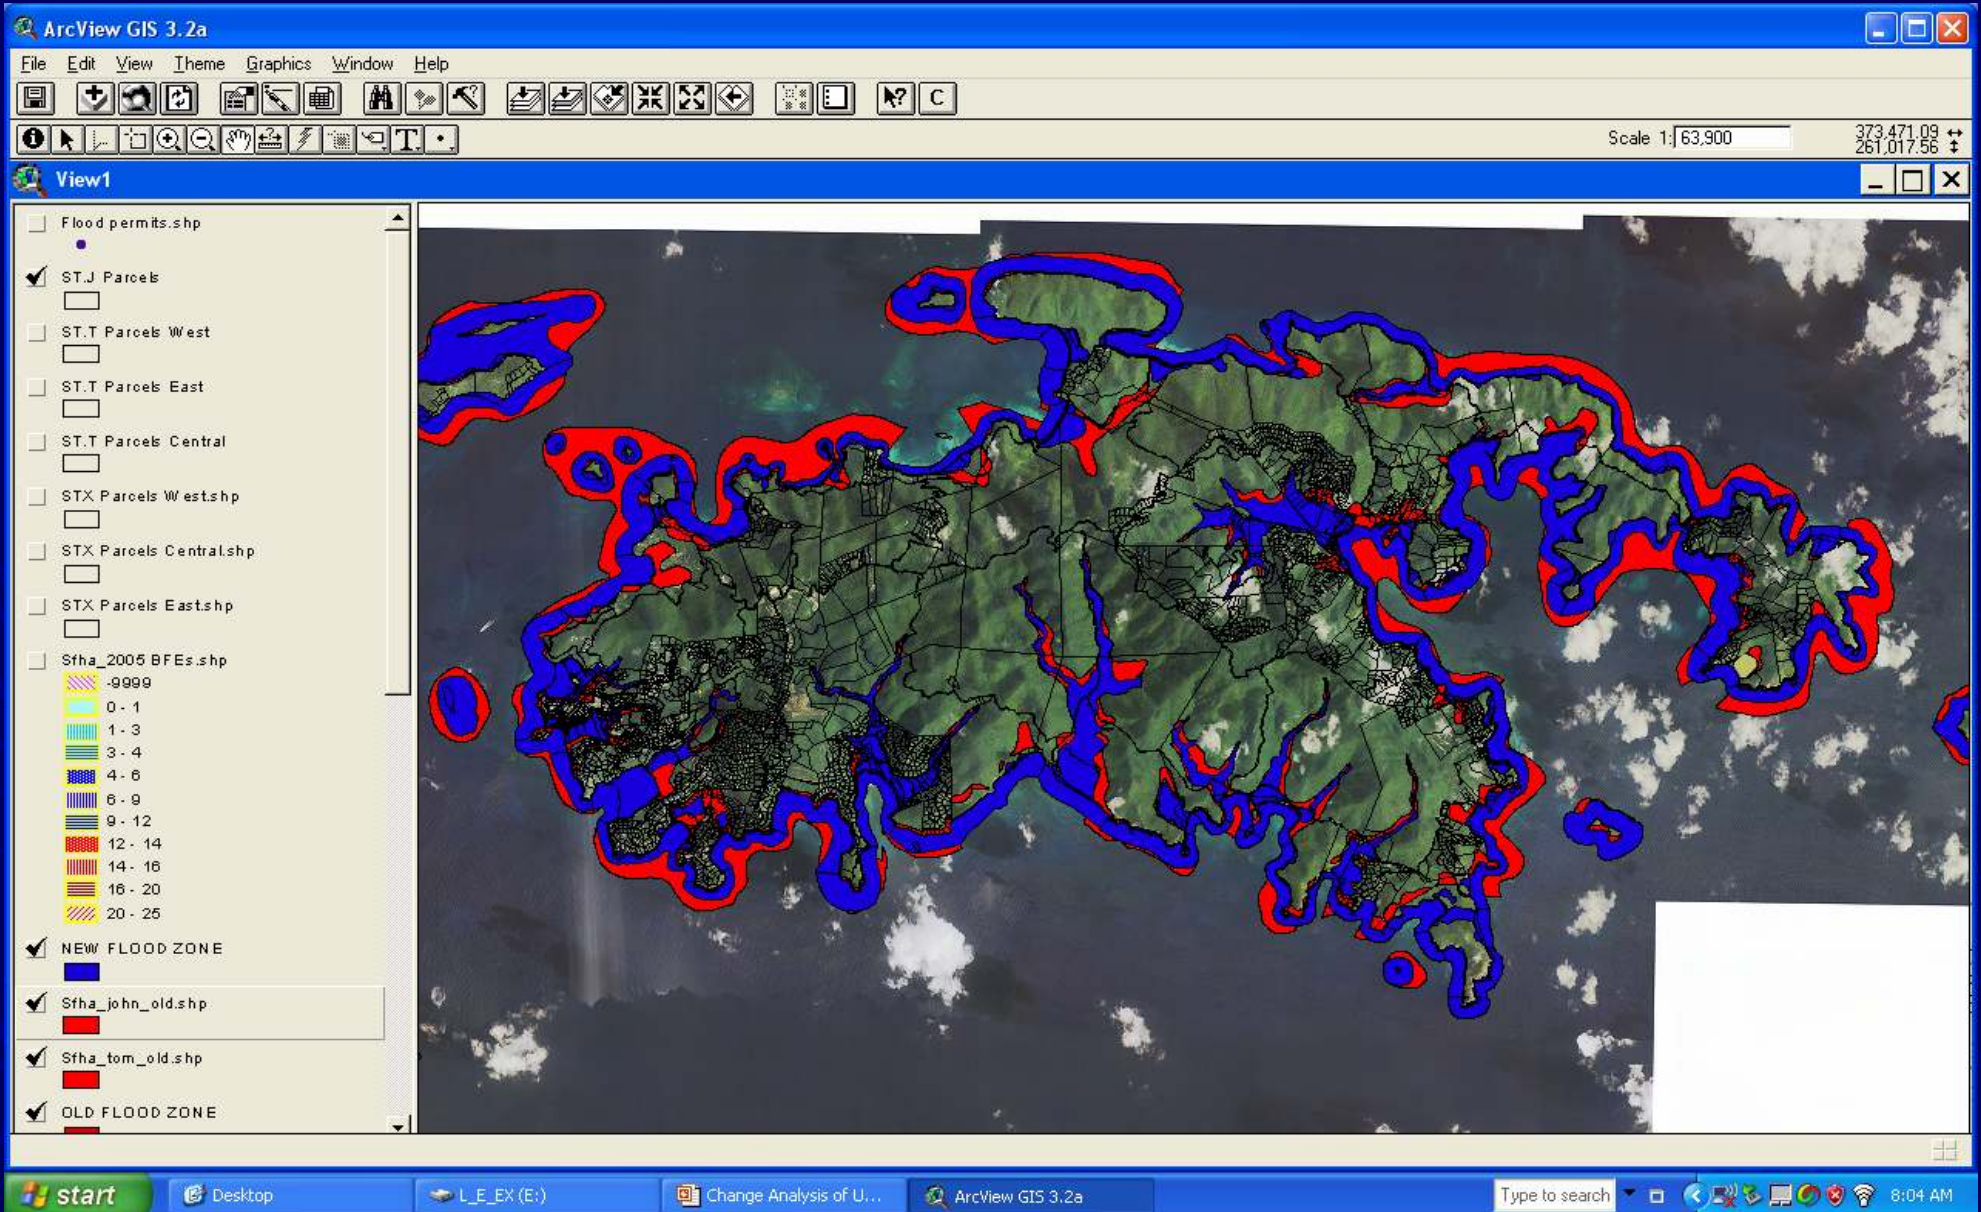 ArcView GIS 3.2a
File Edit View Theme Graphics Window Help
C
T
Scale 1: 63,900
373,471.09
261,017.56
View1
Flood permits.shp
ST.J Parcels
ST.T Parcels West
ST.T Parcels East
ST.T Parcels Central
STX Parcels West.shp
STX Parcels Central.shp
STX Parcels East.shp
Sfha_2005 BFEs.shp
-9999
0 - 1
1 - 3
3 - 4
4 - 6
6 - 9
9 - 12
12 - 14
14 - 16
16 - 20
20 - 25
NEW FLOOD ZONE
Sfha_john_old.shp
Sfha_tom_old.shp
OLD FLOOD ZONE
start Desktop L_E_EX (E:) Change Analysis of U... ArcView GIS 3.2a Type to search 8:04 AM